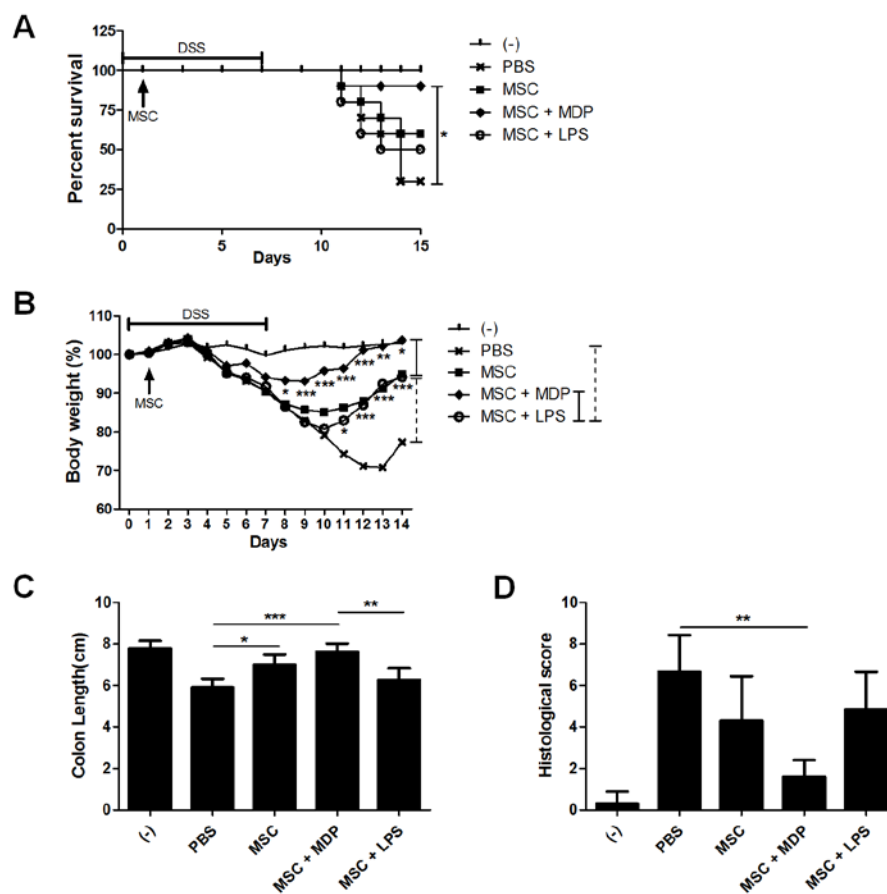 A
Percent survival
125
100
75
50
25
0
DSS
MSC
*
0 5 10 15
Days
(-)
PBS
MSC
MSC + MDP
MSC + LPS
B
Body weight (%)
110
100
90
80
70
60
DSS
MSC
* *** *** *** *** ** *
* *** *** ***
0 1 2 3 4 5 6 7 8 9 10 11 12 13 14
Days
(-)
PBS
MSC
MSC + MDP
MSC + LPS
C
Colon Length(cm)
10
8
6
4
2
0
***
*
**
(-) PBS MSC MSC + MDP MSC + LPS
D
Histological score
10
8
6
4
2
0
**
(-) PBS MSC MSC + MDP MSC + LPS